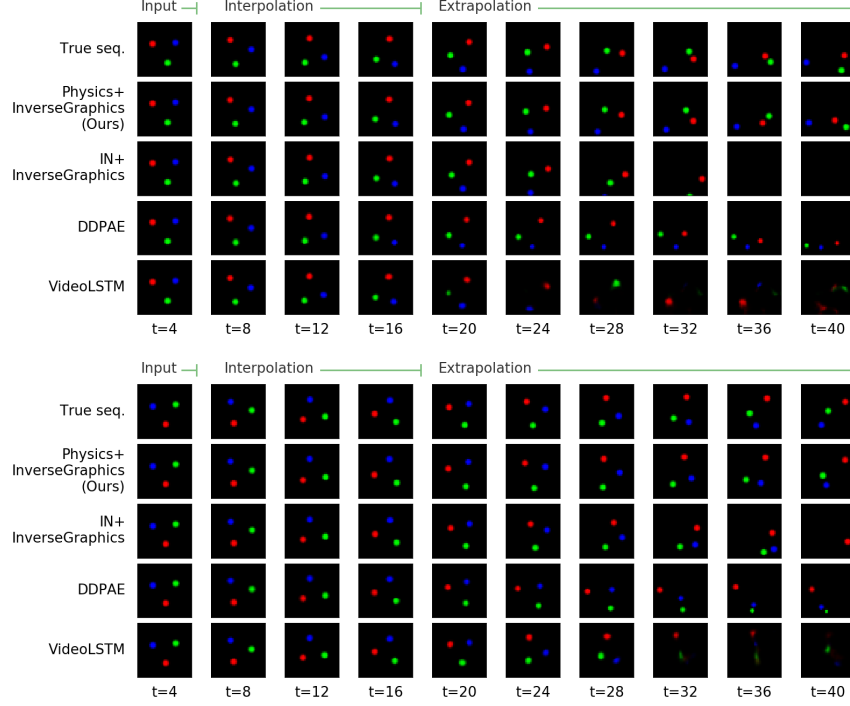 Input Interpolation Extrapolation
True seq.
Physics+
InverseGraphics
(Ours)
IN+
InverseGraphics
DDPAE
VideoLSTM
t=4 t=8 t=12 t=16 t=20 t=24 t=28 t=32 t=36 t=40
Input Interpolation Extrapolation
True seq.
Physics+
InverseGraphics
(Ours)
IN+
InverseGraphics
DDPAE
VideoLSTM
t=4 t=8 t=12 t=16 t=20 t=24 t=28 t=32 t=36 t=40